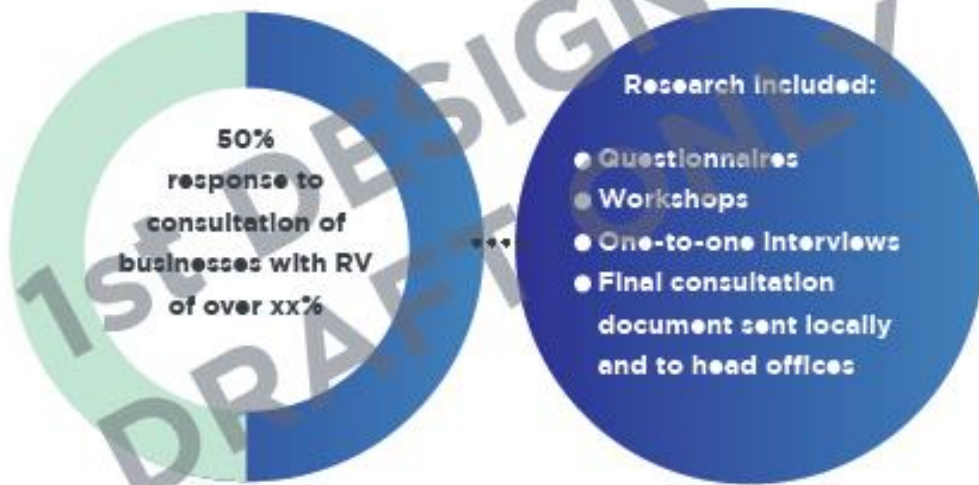 50%
response to
consultation of
businesses with RV
of over xx%
Research included:
Questionnaires
Workshops
One-to-one interviews
Final consultation
document sent locally
and to head offices
1st DESIGN
DRAFT ONLY